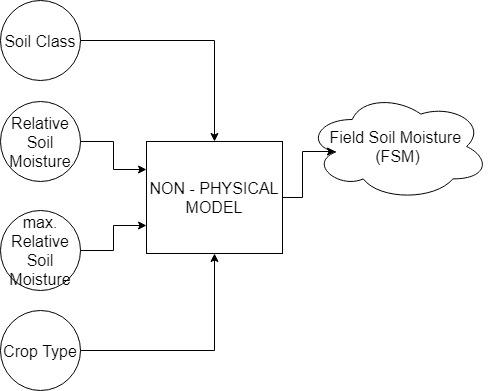 Soil Class
Relative
Soil
Moisture
max.
Relative
Soil
Moisture
Crop Type
NON - PHYSICAL
MODEL
Field Soil Moisture
(FSM)